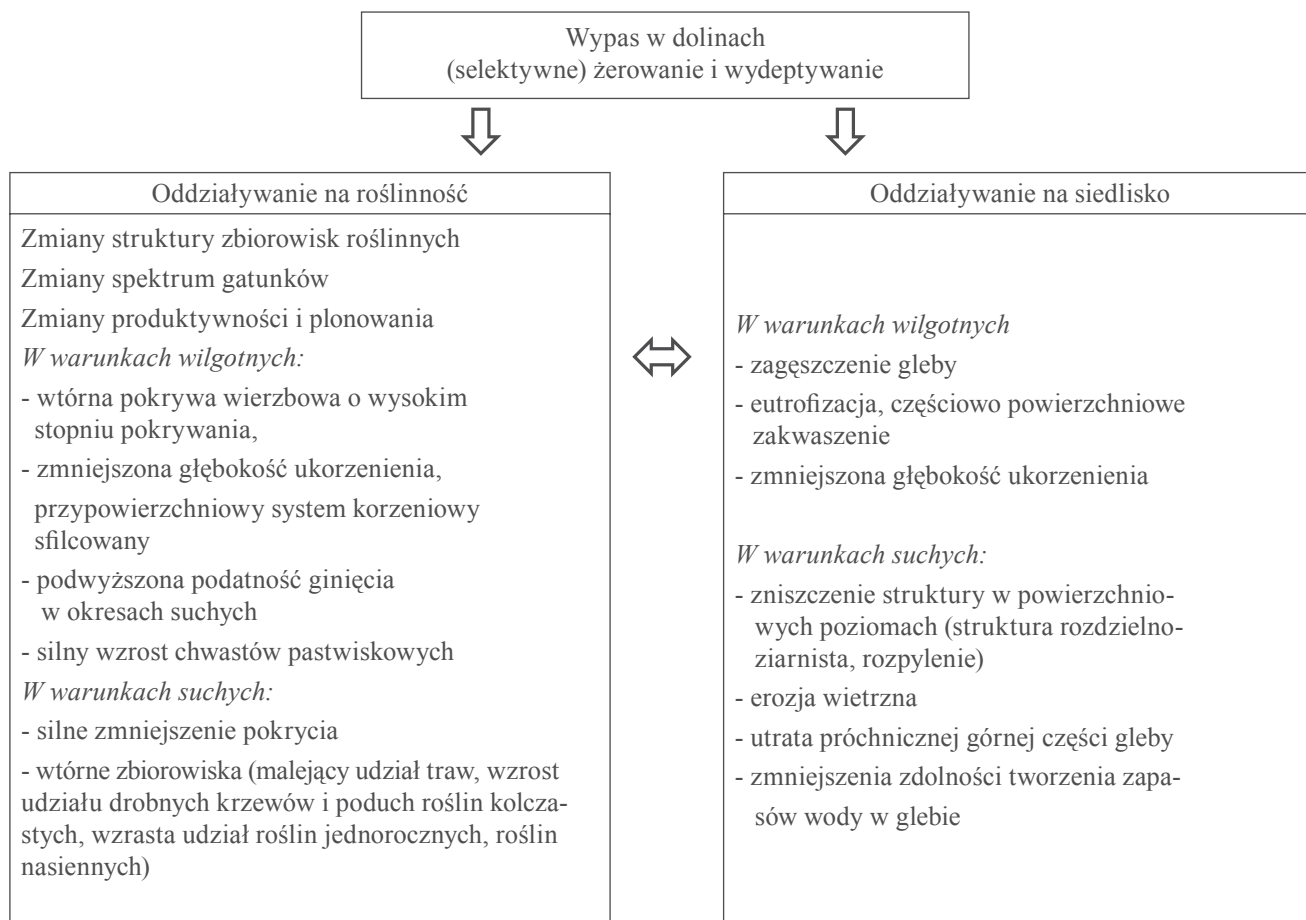 Wypas w dolinach
(selektywne) żerowanie i wydeptywanie
Oddziaływanie na roślinność
Zmiany struktury zbiorowisk roślinnych
Zmiany spektrum gatunków
Zmiany produktywności i plonowania
W warunkach wilgotnych:
- wtórna pokrywa wierzbowa o wysokim
stopniu pokrywania,
- zmniejszona głębokość ukorzenienia,
przypowierzchniowy system korzeniowy
sfilcowany
- podwyższona podatność ginięcia
w okresach suchych
- silny wzrost chwastów pastwiskowych
W warunkach suchych:
- silne zmniejszenie pokrycia
- wtórne zbiorowiska (malejący udział traw, wzrost
udziału drobnych krzewów i poduch roślin kolcza-
stych, wzrasta udział roślin jednorocznych, roślin
nasiennych)
Oddziaływanie na siedlisko
W warunkach wilgotnych
- zagęszczenie gleby
- eutrofizacja, częściowo powierzchniowe
zakwaszenie
- zmniejszona głębokość ukorzenienia
W warunkach suchych:
- zniszczenie struktury w powierzchnio-
wych poziomach (struktura rozdzielno-
ziarnista, rozpylenie)
- erozja wietrzna
- utrata próchnicznej górnej części gleby
- zmniejszenia zdolności tworzenia zapa-
sów wody w glebie